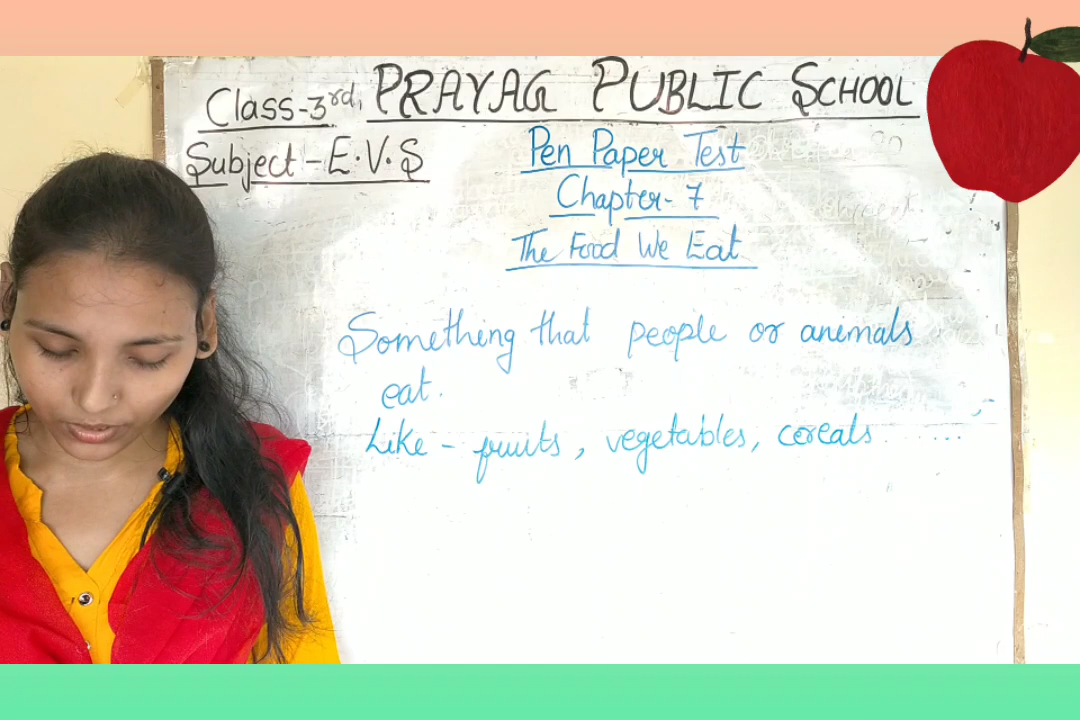 Class-3rd, PRAYAG PUBLIC SCHOOL
Subject - E.V.S
Pen Paper Test
Chapter- 7
The Food We Eat
Something that people or anemals
eat.
Like - fruits, vegetables, cereals ......